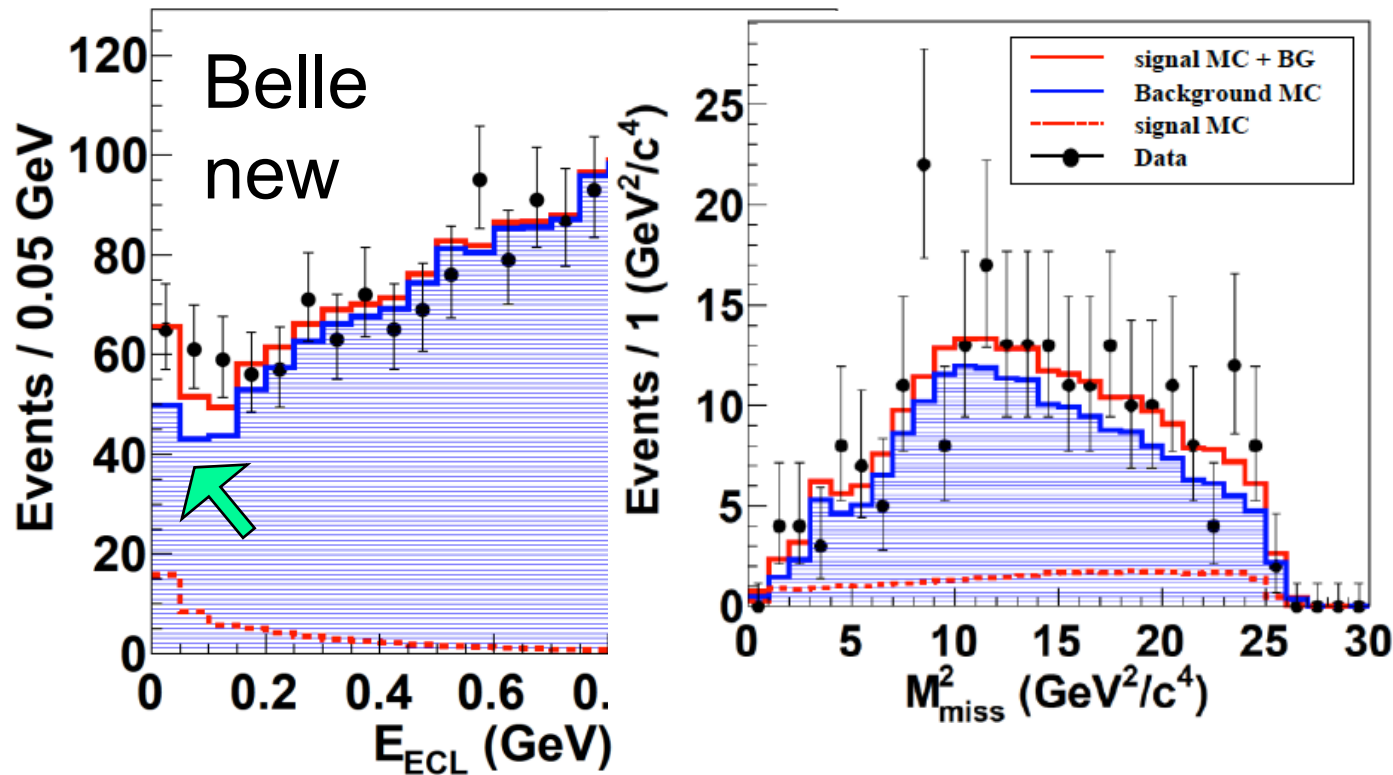 Belle
new
Events / 0.05 GeV
120
100
80
60
40
20
0
0 0.2 0.4 0.6 0.
E_ECL (GeV)
Events / 1 (GeV²/c⁴)
25
20
15
10
5
0
0 5 10 15 20 25 30
M²_miss (GeV²/c⁴)
signal MC + BG
Background MC
signal MC
Data